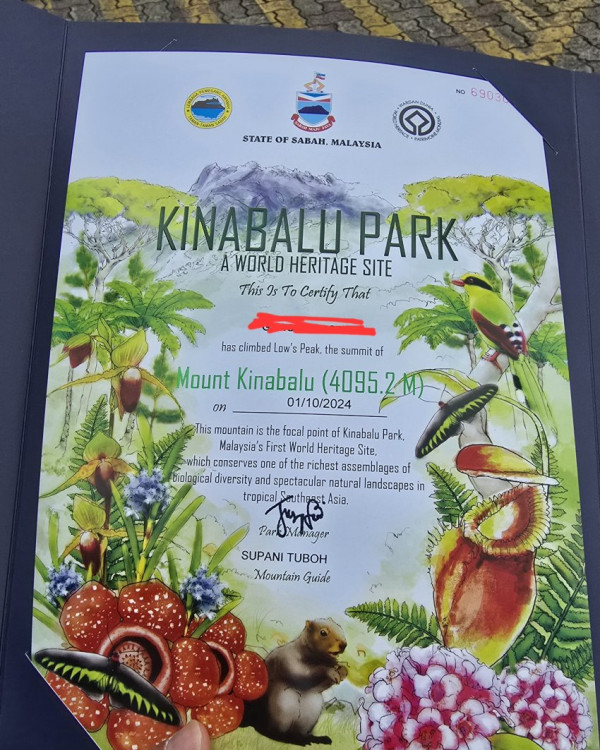 NO 6903
STATE OF SABAH, MALAYSIA
KINABALU PARK
A WORLD HERITAGE SITE
This Is To Certify That
has climbed Low's Peak, the summit of
Mount Kinabalu (4095.2 M)
on 01/10/2024
This mountain is the focal point of Kinabalu Park,
Malaysia's First World Heritage Site,
which conserves one of the richest assemblages of
biological diversity and spectacular natural landscapes in
tropical Southeast Asia.
Park Manager
SUPANI TUBOH
Mountain Guide